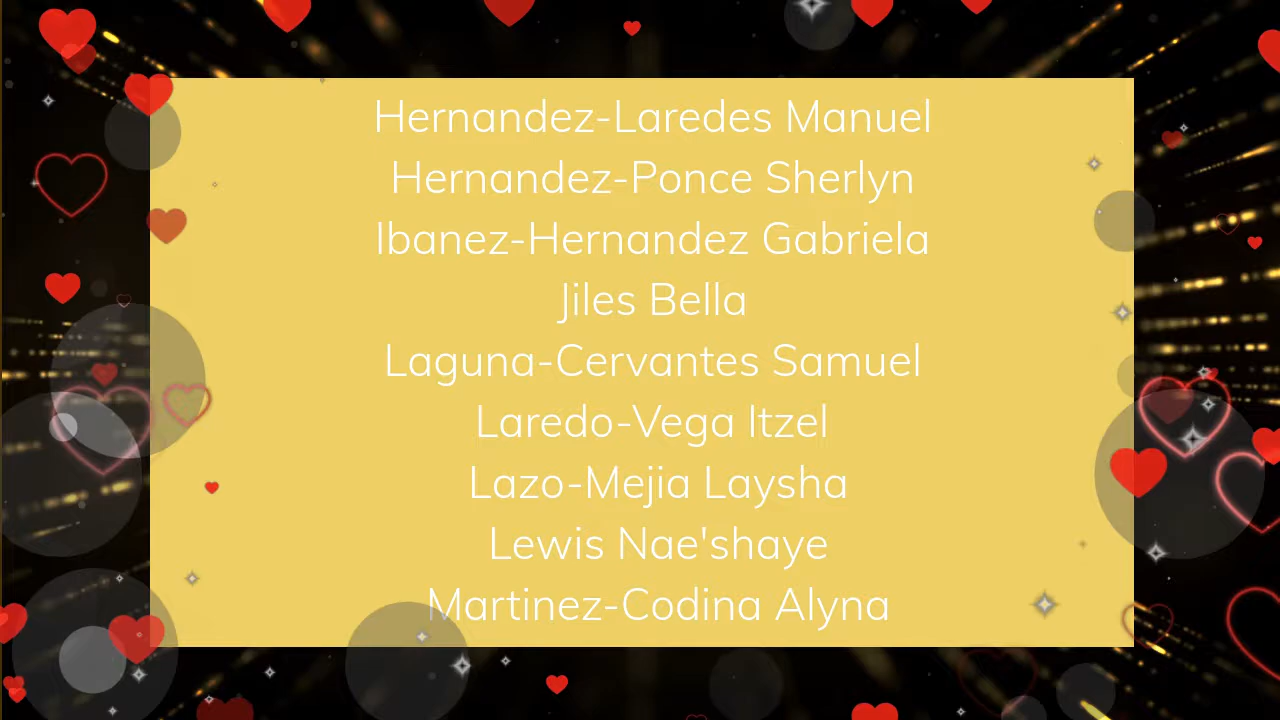 Hernandez-Laredes Manuel
Hernandez-Ponce Sherlyn
Ibanez-Hernandez Gabriela
Jiles Bella
Laguna-Cervantes Samuel
Laredo-Vega Itzel
Lazo-Mejia Laysha
Lewis Nae'shaye
Martinez-Codina Alyna